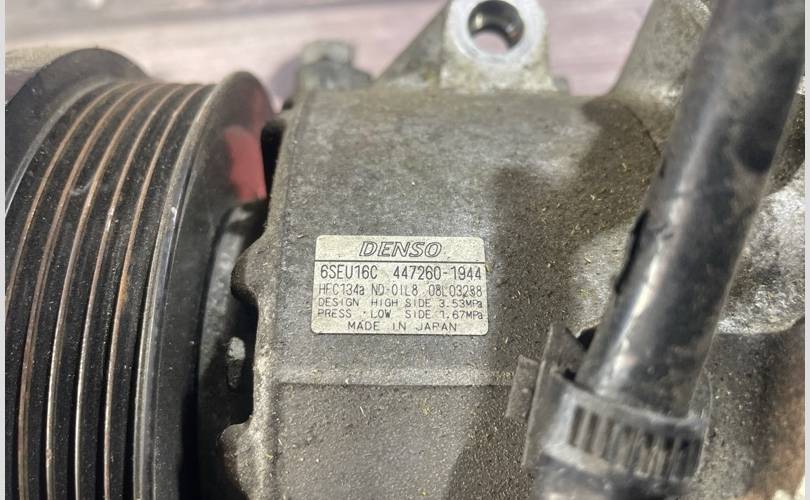 DENSO
6SEU16C 447260-1944
HFC134a ND-OIL8 08L03288
DESIGN HIGH SIDE 3.53MPa
PRESS · LOW SIDE 1.67MPa
MADE IN JAPAN